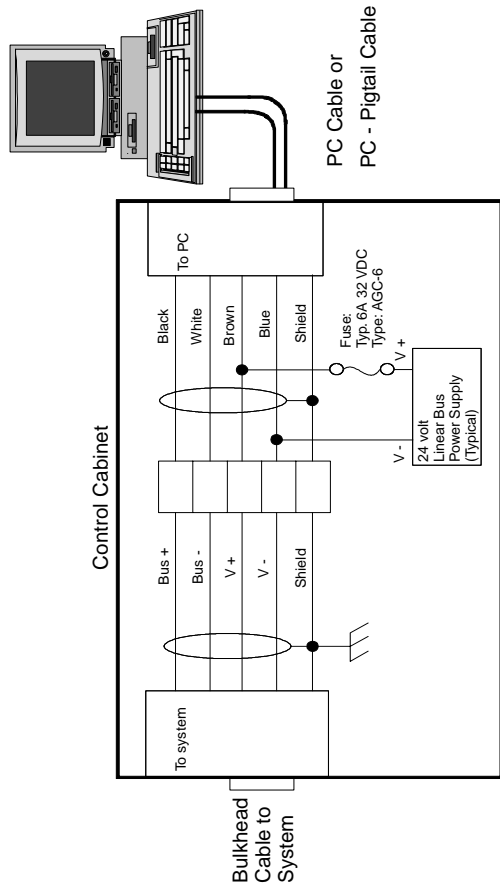 Control Cabinet
PC Cable or
PC - Pigtail Cable
Bulkhead
Cable to
System
To system
Bus +
Bus -
V +
V -
Shield
Black
White
Brown
Blue
Shield
To PC
Fuse:
Typ. 6A 32 VDC
Type: AGC-6
V -
V +
24 volt
Linear Bus
Power Supply
(Typical)